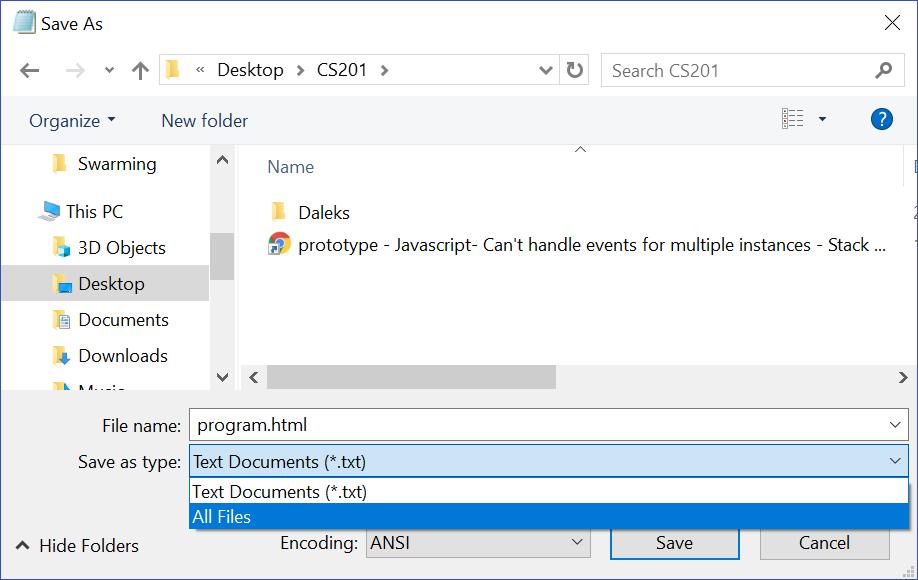 Save As
« Desktop > CS201 >
Search CS201
Organize
New folder
?
Swarming
This PC
3D Objects
Desktop
Documents
Downloads
Music
Name
Daleks
prototype - Javascript- Can't handle events for multiple instances - Stack ...
File name: program.html
Save as type: Text Documents (*.txt)
Text Documents (*.txt)
All Files
Hide Folders
Encoding: ANSI
Save
Cancel